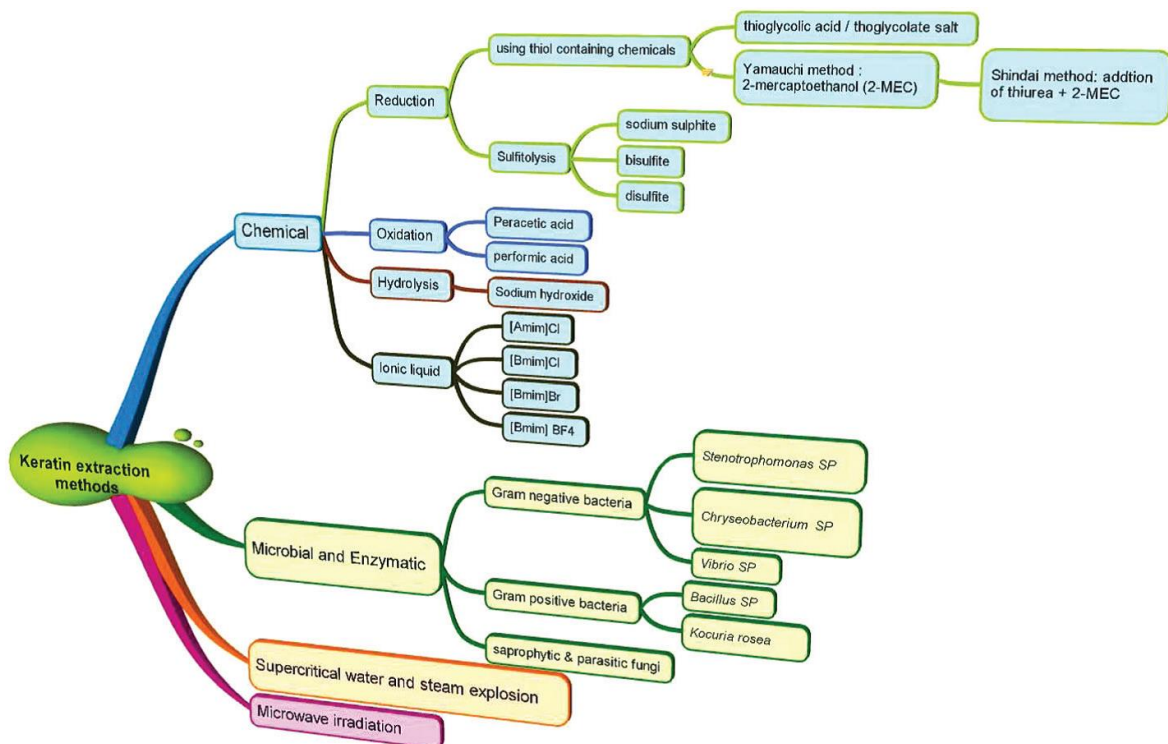 Keratin extraction
methods
Chemical
Reduction
using thiol containing chemicals
thioglycolic acid / thoglycolate salt
Yamauchi method :
2-mercaptoethanol (2-MEC)
Shindai method: addtion
of thiurea + 2-MEC
Sulfitolysis
sodium sulphite
bisulfite
disulfite
Oxidation
Peracetic acid
performic acid
Hydrolysis
Sodium hydroxide
Ionic liquid
[Amim]Cl
[Bmim]Cl
[Bmim]Br
[Bmim] BF4
Microbial and Enzymatic
Gram negative bacteria
Stenotrophomonas SP
Chryseobacterium SP
Vibrio SP
Gram positive bacteria
Bacillus SP
Kocuria rosea
saprophytic & parasitic fungi
Supercritical water and steam explosion
Microwave irradiation